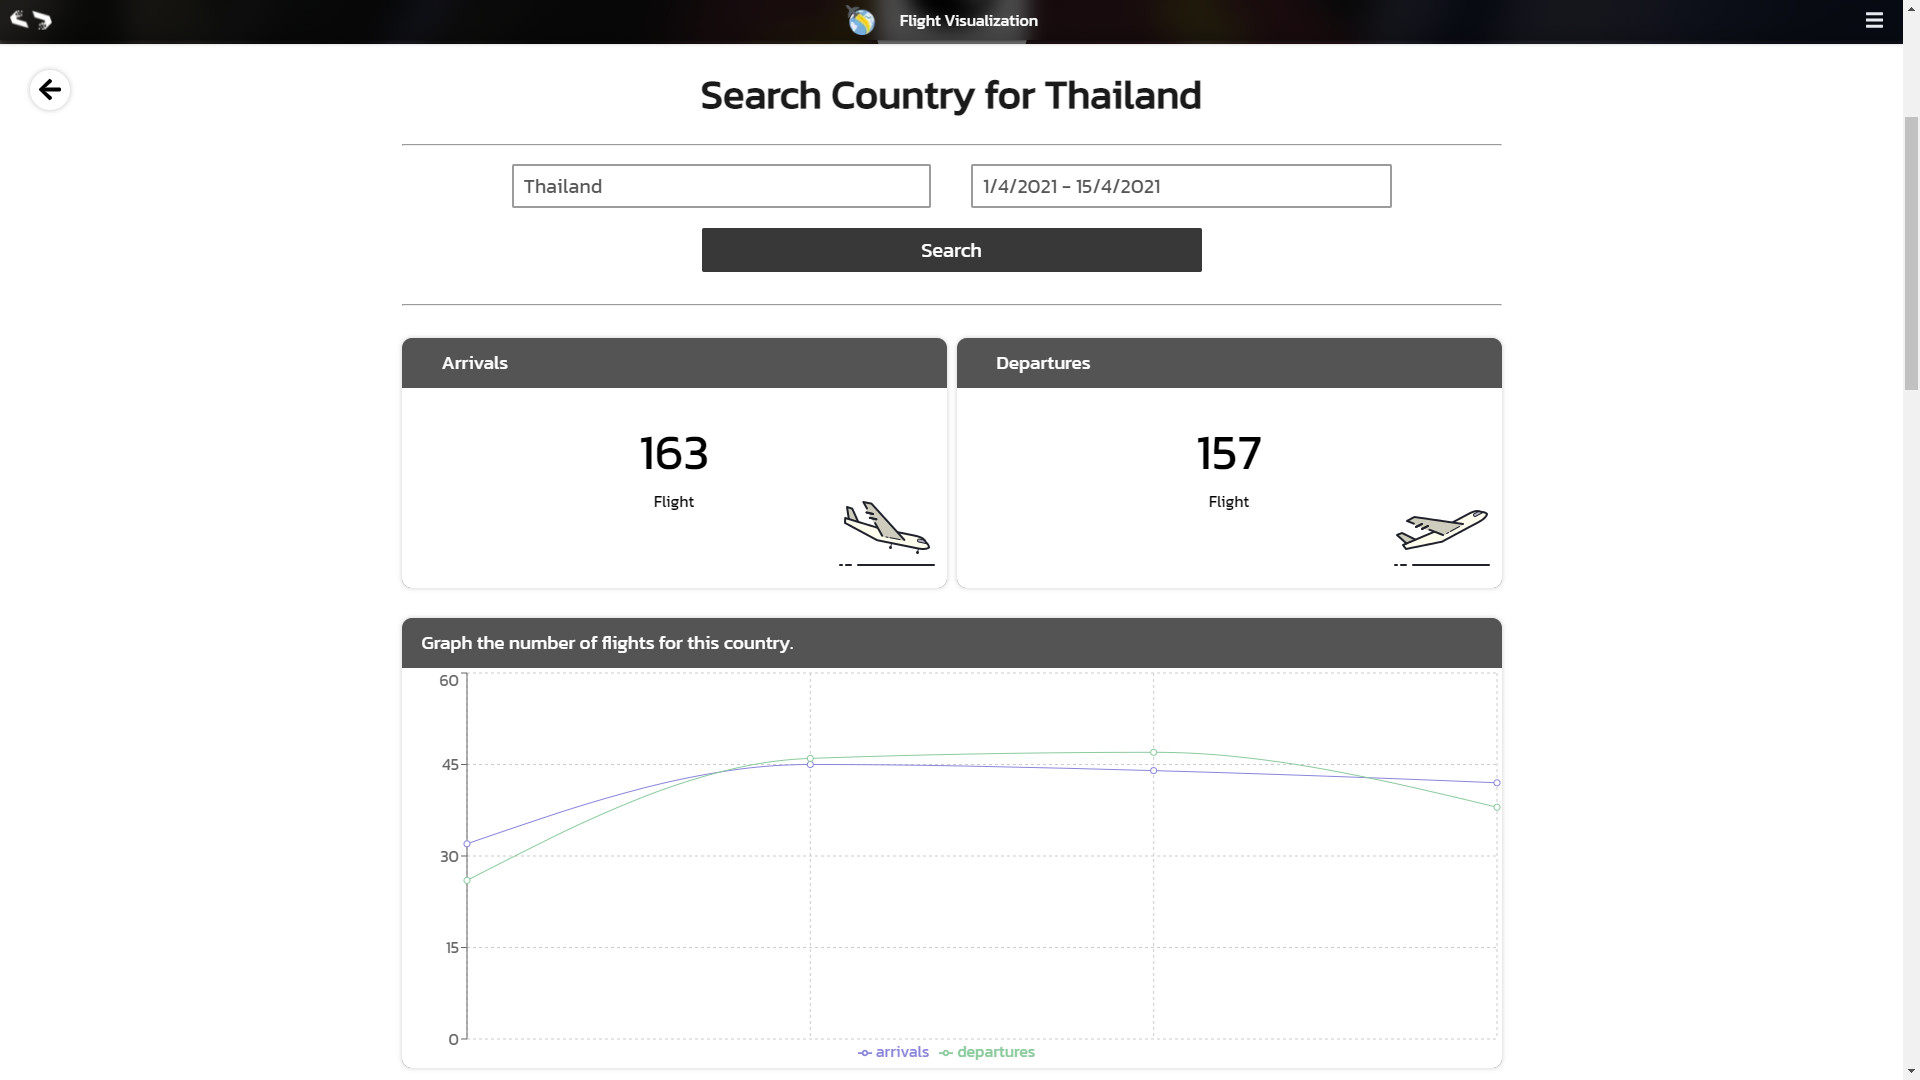 Flight Visualization
Search Country for Thailand
Thailand
1/4/2021 - 15/4/2021
Search
Arrivals
Departures
163
157
Flight
Flight
Graph the number of flights for this country.
60
45
30
15
0
arrivals departures